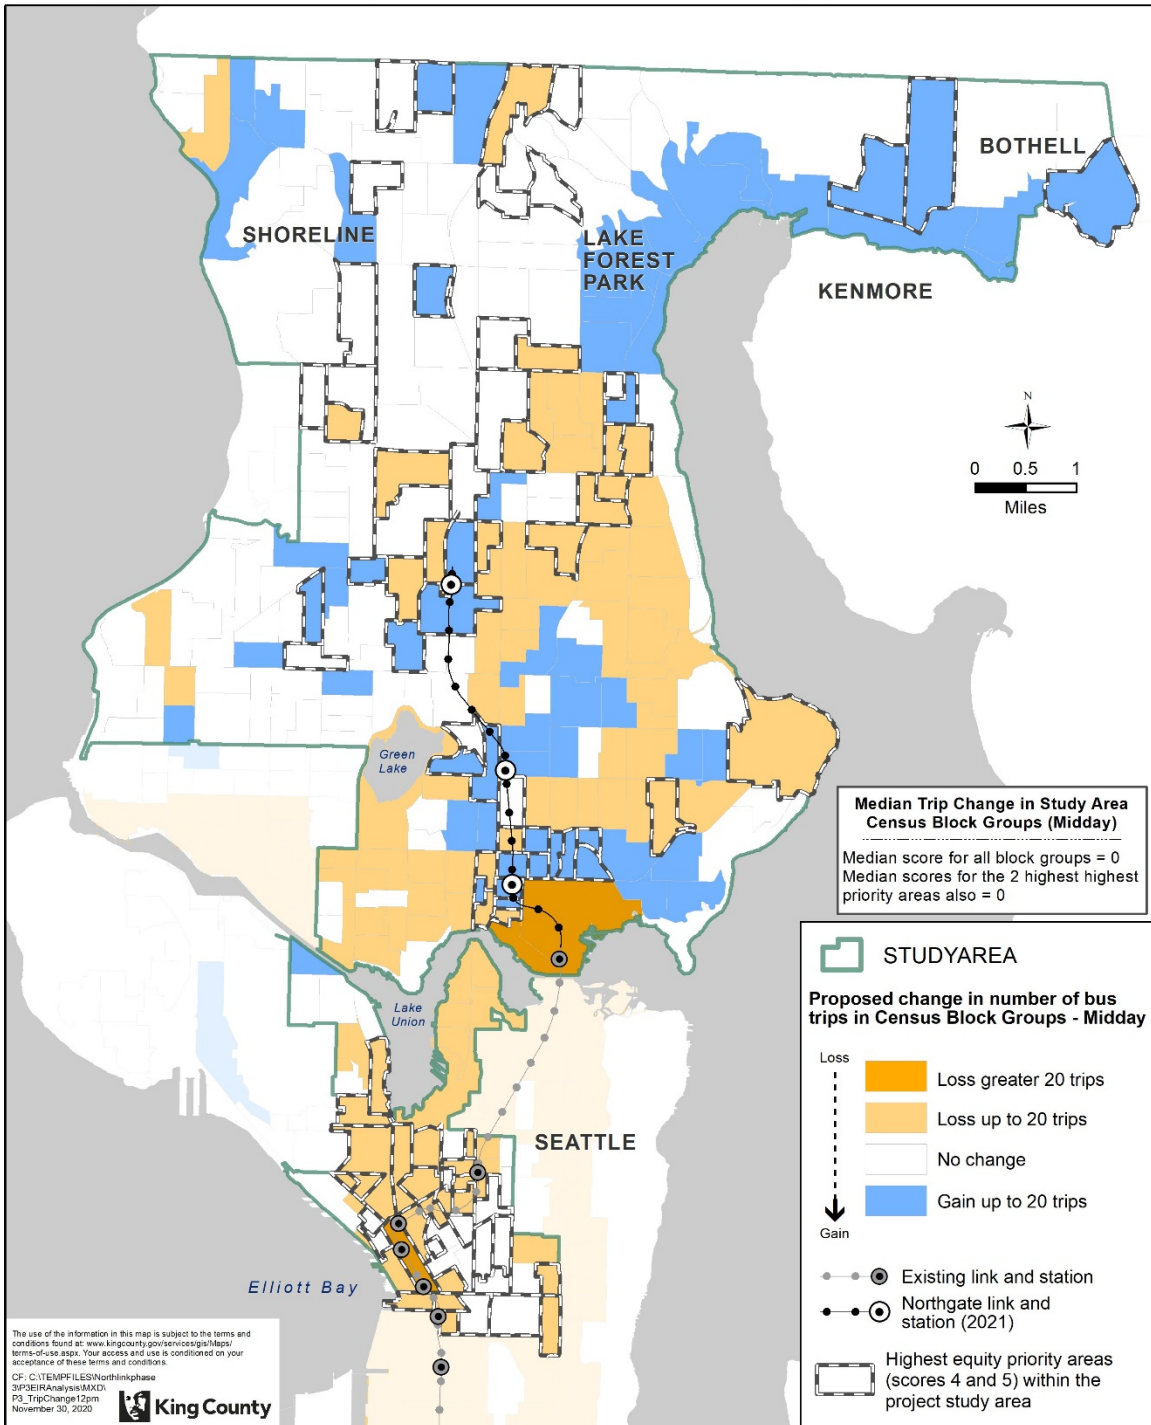 BOTHELL
SHORELINE
LAKE
FOREST
PARK
KENMORE
N
0 0.5 1
Miles
Green
Lake
Median Trip Change in Study Area
Census Block Groups (Midday)
Median score for all block groups = 0
Median scores for the 2 highest highest
priority areas also = 0
Lake
Union
SEATTLE
Elliott Bay
STUDYAREA
Proposed change in number of bus
trips in Census Block Groups - Midday
Loss
Loss greater 20 trips
Loss up to 20 trips
No change
Gain up to 20 trips
Gain
Existing link and station
Northgate link and
station (2021)
Highest equity priority areas
(scores 4 and 5) within the
project study area
The use of the information in this map is subject to the terms and
conditions found at: www.kingcounty.gov/services/gis/Maps/
terms-of-use.aspx. Your access and use is conditioned on your
acceptance of these terms and conditions.
CF: C:\TEMPFILES\Northlinkphase
3\P3EIRAnalysis\MXD\
P3_TripChange12pm
November 30, 2020
King County